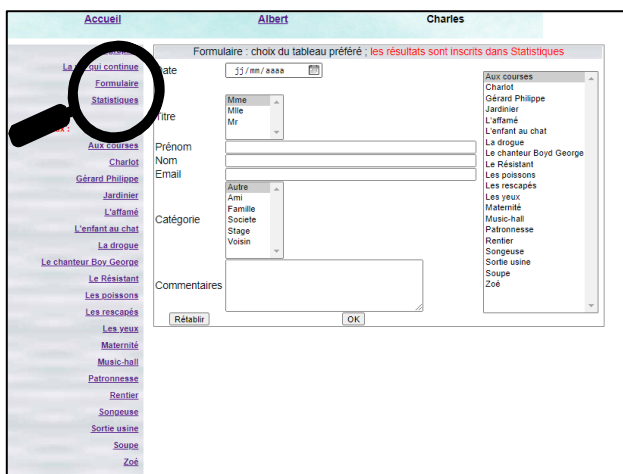 Accueil Albert Charles
qui continue
Formulaire
Statistiques
Aux courses
Charlot
Gérard Philippe
Jardinier
L'affamé
L'enfant au chat
La drogue
Le chanteur Boy George
Le Résistant
Les poissons
Les rescapés
Les yeux
Maternité
Music-hall
Patronnesse
Rentier
Songeuse
Sortie usine
Soupe
Zoé
Formulaire : choix du tableau préféré ; les résultats sont inscrits dans Statistiques
jj/mm/aaaa
Titre
Mme
Mlle
Mr
Prénom
Nom
Email
Catégorie
Autre
Ami
Famille
Societe
Stage
Voisin
Commentaires
Rétablir OK
Aux courses
Charlot
Gérard Philippe
Jardinier
L'affamé
L'enfant au chat
La drogue
Le chanteur Boyd George
Le Résistant
Les poissons
Les rescapés
Les yeux
Maternité
Music-hall
Patronnesse
Rentier
Songeuse
Sortie usine
Soupe
Zoé